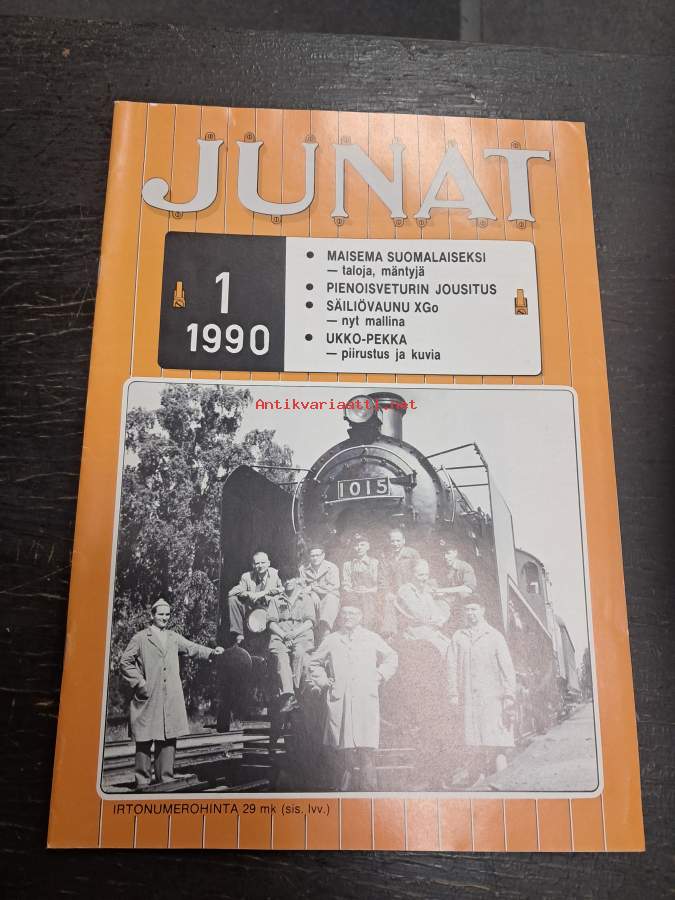 JUNAT
1
1990
• MAISEMA SUOMALAISEKSI
— taloja, mäntyjä
• PIENOISVETURIN JOUSITUS
• SÄILIÖVAUNU XGo
— nyt mallina
• UKKO-PEKKA
— piirustus ja kuvia
Antikvariaatti.net
1015
IRTONUMEROHINTA 29 mk (sis. lvv.)